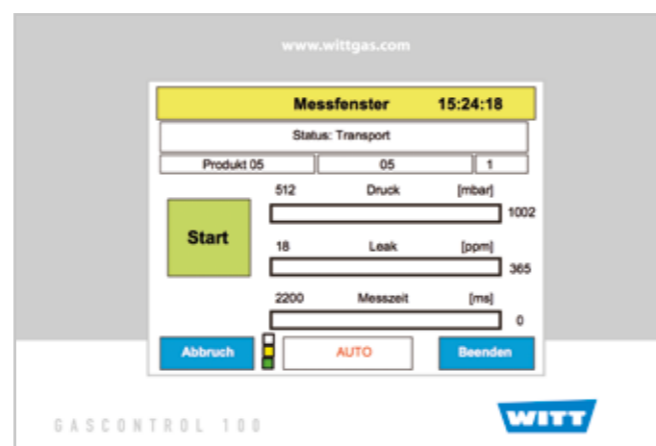 www.wittgas.com
Messfenster 15:24:18
Status: Transport
Produkt 05 05 1
512 Druck [mbar]
1002
Start
18 Leak [ppm]
365
2200 Messzeit [ms]
0
Abbruch AUTO Beenden
GASCONTROL 100
WITT